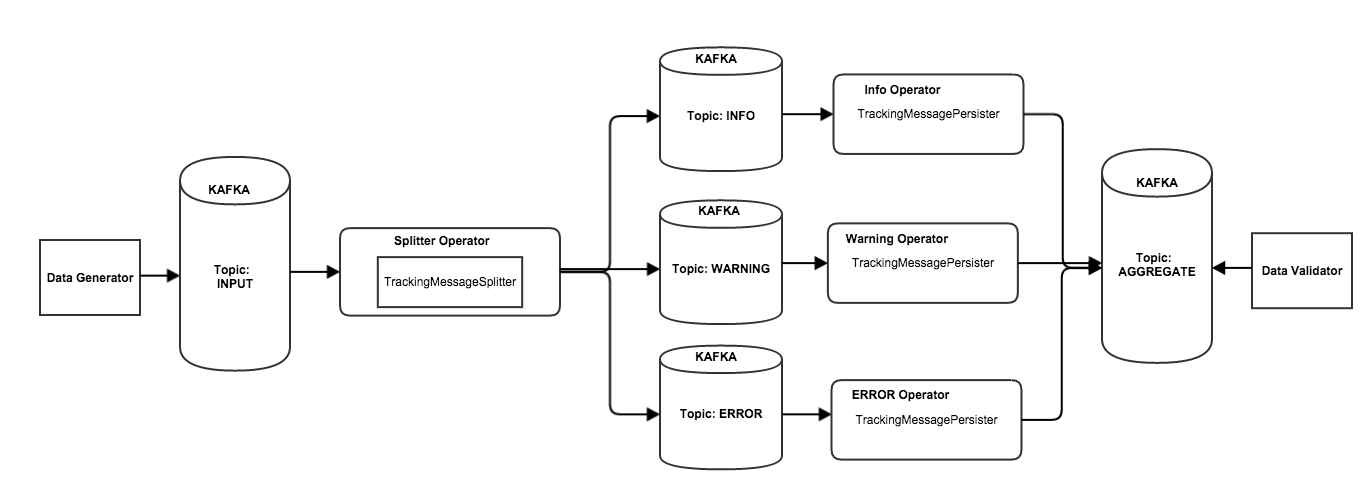 Data Generator
KAFKA
Topic:
INPUT
Splitter Operator
TrackingMessageSplitter
KAFKA
Topic: INFO
Info Operator
TrackingMessagePersister
KAFKA
Topic: WARNING
Warning Operator
TrackingMessagePersister
KAFKA
Topic: ERROR
ERROR Operator
TrackingMessagePersister
KAFKA
Topic:
AGGREGATE
Data Validator